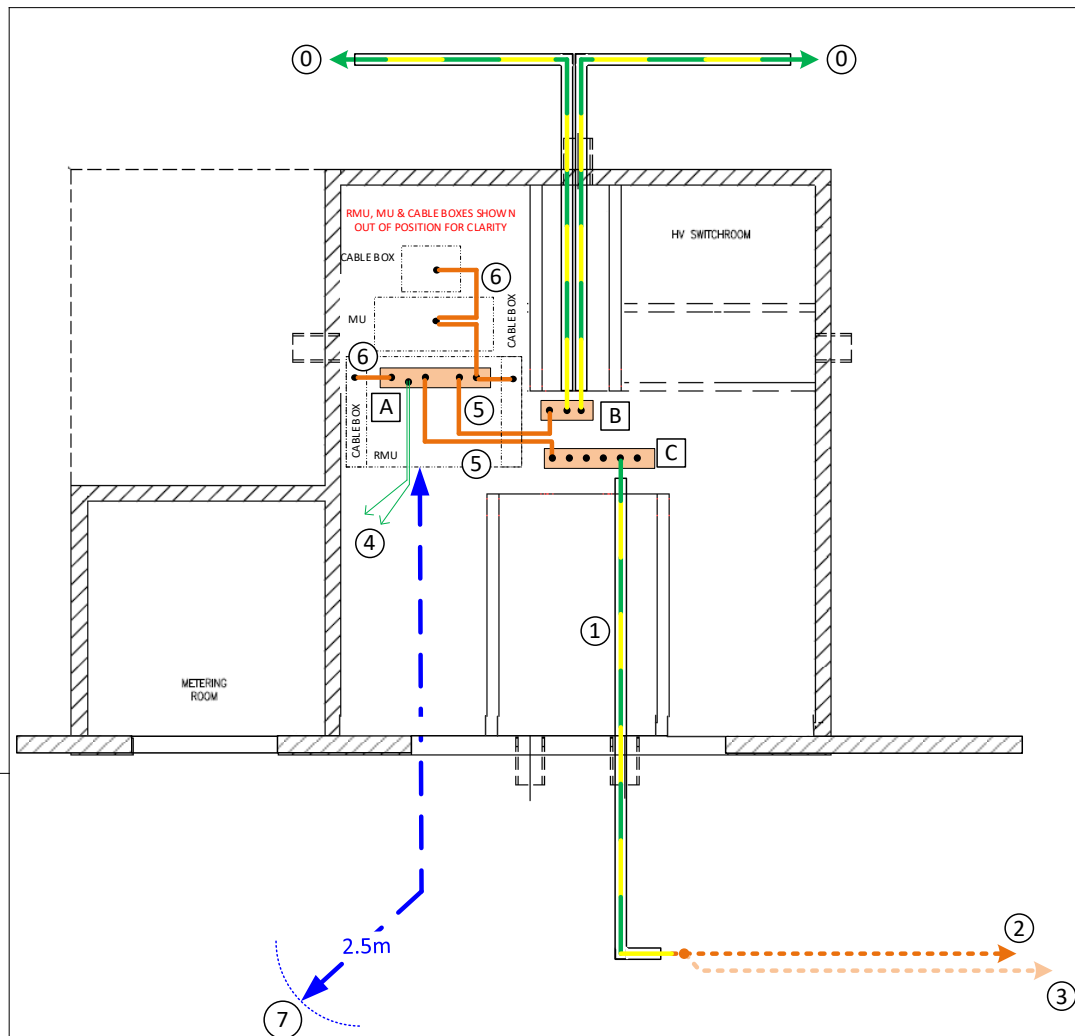 0
0
RMU, MU & CABLE BOXES SHOWN
OUT OF POSITION FOR CLARITY
HV SWITCHROOM
CABLE BOX
6
CABLE BOX
MU
6
A
5
B
C
CABLE BOX
RMU
5
4
1
METERING
ROOM
2
2.5m
3
7